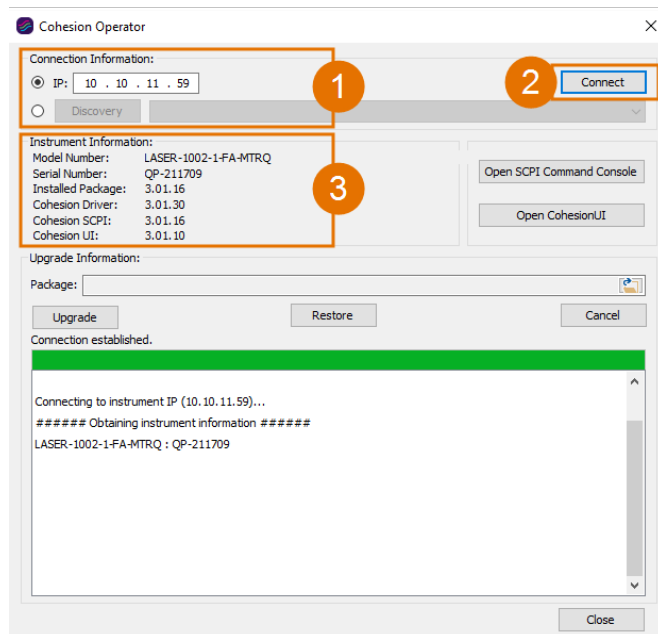 Cohesion Operator
Connection Information:
IP: 10 . 10 . 11 . 59
1
2
Connect
Discovery
Instrument Information:
Model Number: LASER-1002-1-FA-MTRQ
Serial Number: QP-211709
Installed Package: 3.01.16
Cohesion Driver: 3.01.30
Cohesion SCPI: 3.01.16
Cohesion UI: 3.01.10
3
Open SCPI Command Console
Open CohesionUI
Upgrade Information:
Package:
Upgrade
Restore
Cancel
Connection established.
Connecting to instrument IP (10.10.11.59)...
###### Obtaining instrument information ######
LASER-1002-1-FA-MTRQ : QP-211709
Close